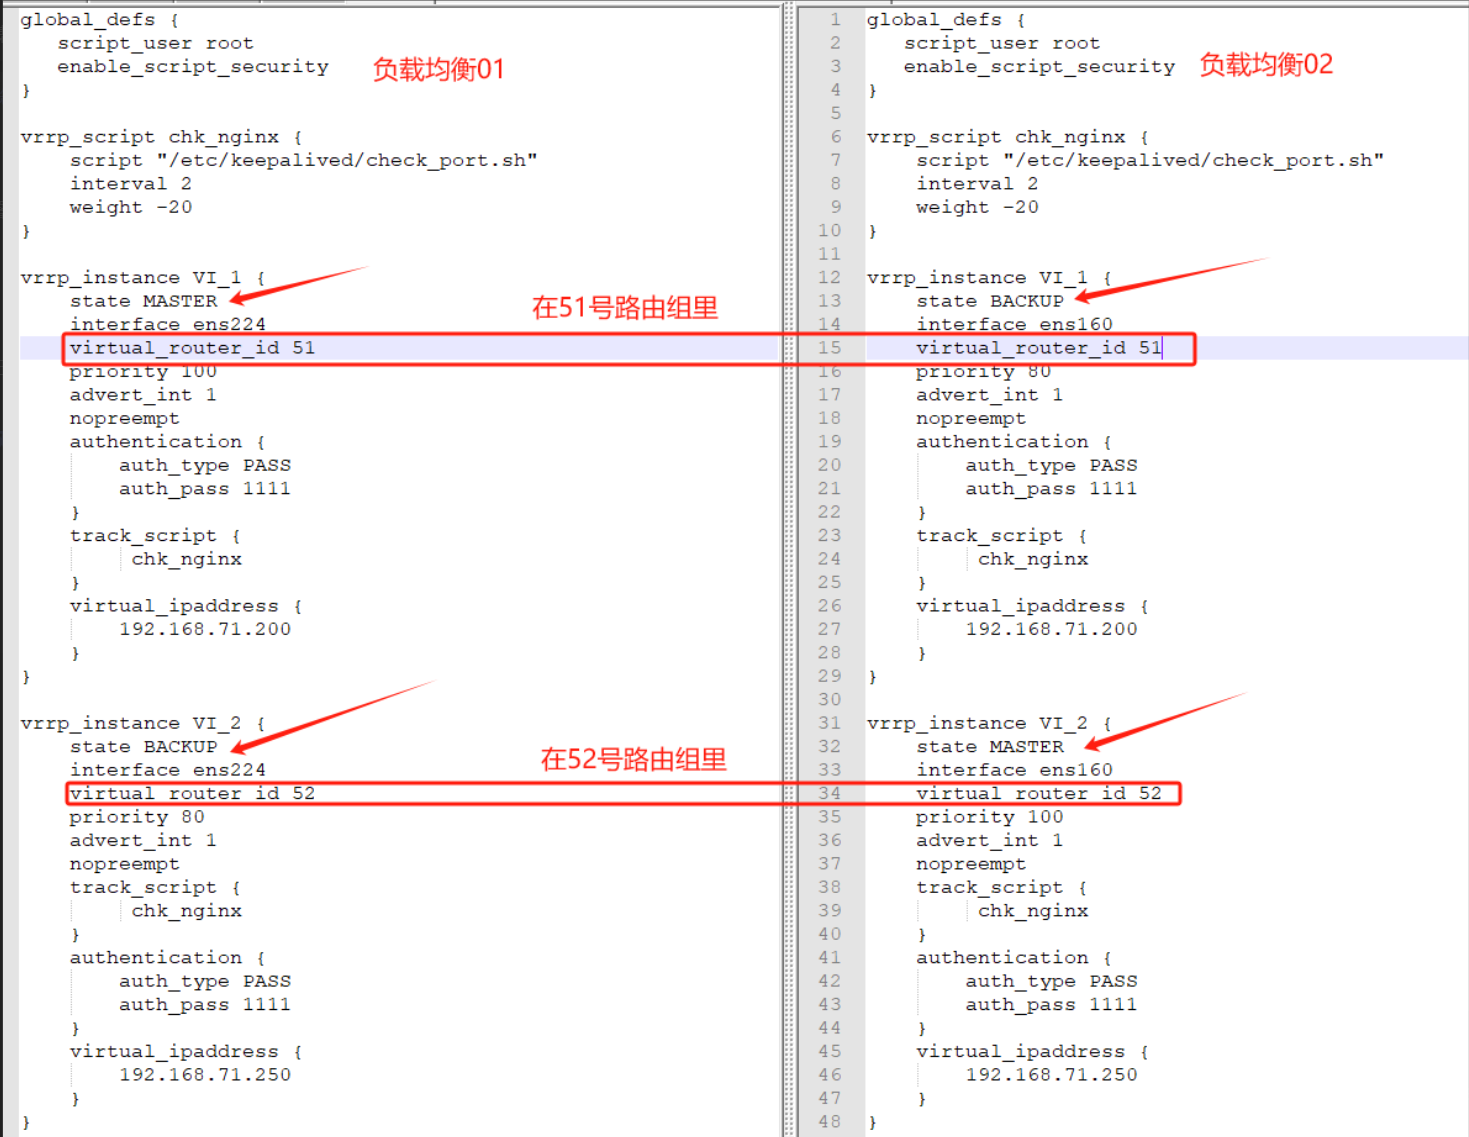 global_defs {
   script_user root
   enable_script_security
}

vrrp_script chk_nginx {
    script "/etc/keepalived/check_port.sh"
    interval 2
    weight -20
}

vrrp_instance VI_1 {
    state MASTER
    interface ens224
    virtual_router_id 51
    priority 100
    advert_int 1
    nopreempt
    authentication {
        auth_type PASS
        auth_pass 1111
    }
    track_script {
         chk_nginx
    }
    virtual_ipaddress {
        192.168.71.200
    }
}

vrrp_instance VI_2 {
    state BACKUP
    interface ens224
    virtual_router_id 52
    priority 80
    advert_int 1
    nopreempt
    track_script {
         chk_nginx
    }
    authentication {
        auth_type PASS
        auth_pass 1111
    }
    virtual_ipaddress {
        192.168.71.250
    }
}
负载均衡01
在51号路由组里
在52号路由组里
负载均衡02
1 global_defs {
2    script_user root
3    enable_script_security
4 }
5
6 vrrp_script chk_nginx {
7     script "/etc/keepalived/check_port.sh"
8     interval 2
9     weight -20
10 }
11
12 vrrp_instance VI_1 {
13     state BACKUP
14     interface ens160
15     virtual_router_id 51
16     priority 80
17     advert_int 1
18     nopreempt
19     authentication {
20         auth_type PASS
21         auth_pass 1111
22     }
23     track_script {
24          chk_nginx
25     }
26     virtual_ipaddress {
27         192.168.71.200
28     }
29 }
30
31 vrrp_instance VI_2 {
32     state MASTER
33     interface ens160
34     virtual_router_id 52
35     priority 100
36     advert_int 1
37     nopreempt
38     track_script {
39          chk_nginx
40     }
41     authentication {
42         auth_type PASS
43         auth_pass 1111
44     }
45     virtual_ipaddress {
46         192.168.71.250
47     }
48 }